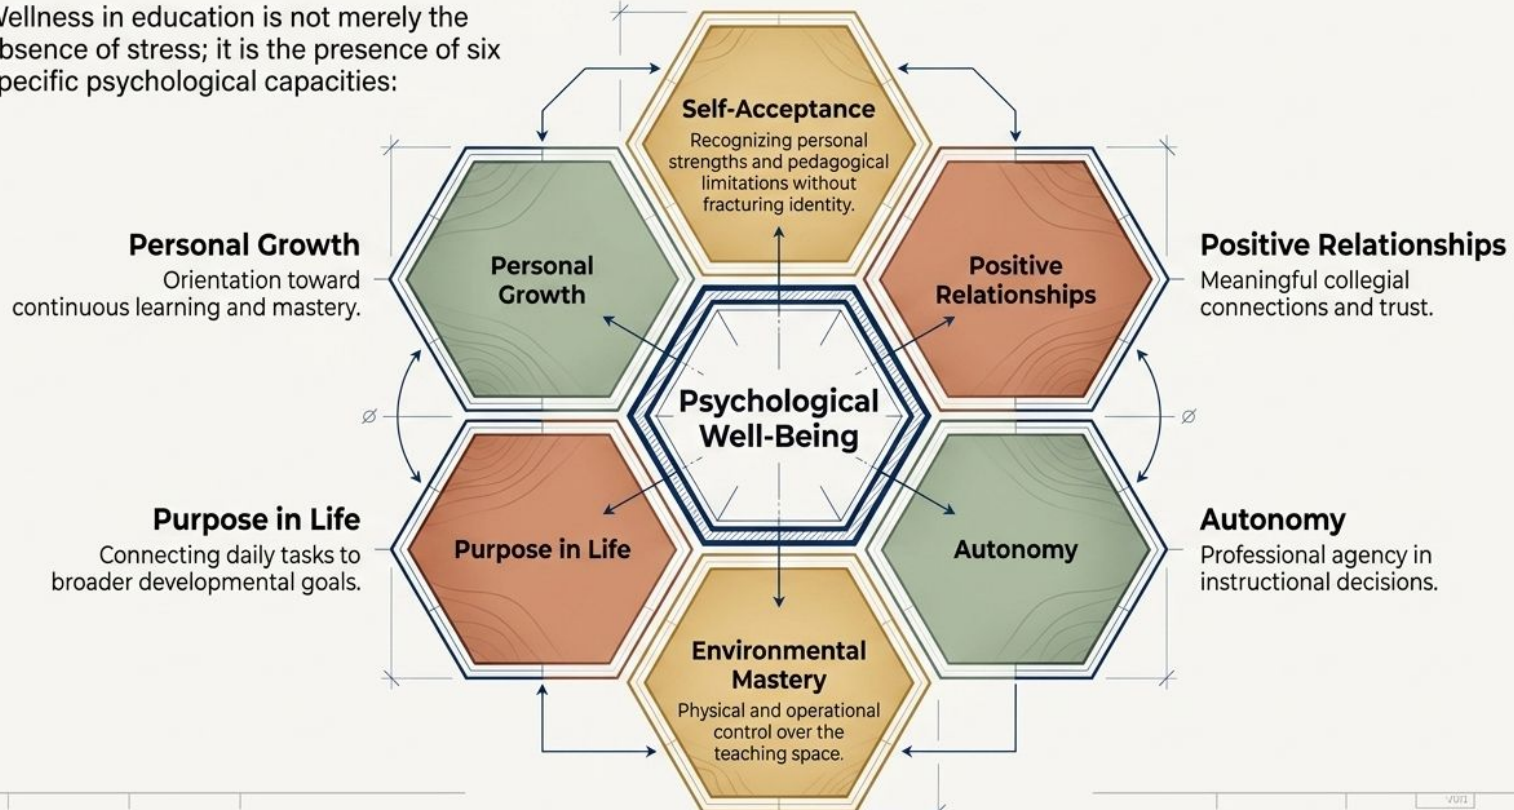 ellness in education is not merely the
bsence of stress; it is the presence of six
pecific psychological capacities:
Self-Acceptance
Recognizing personal
strengths and pedagogical
limitations without
fracturing identity.
Personal Growth
Orientation toward
continuous learning and mastery.
Personal
Growth
Positive
Relationships
Positive Relationships
Meaningful collegial
connections and trust.
Psychological
Well-Being
Ø
Ø
Purpose in Life
Connecting daily tasks to
broader developmental goals.
Purpose in Life
Autonomy
Autonomy
Professional agency in
instructional decisions.
Environmental
Mastery
Physical and operational
control over the
teaching space.